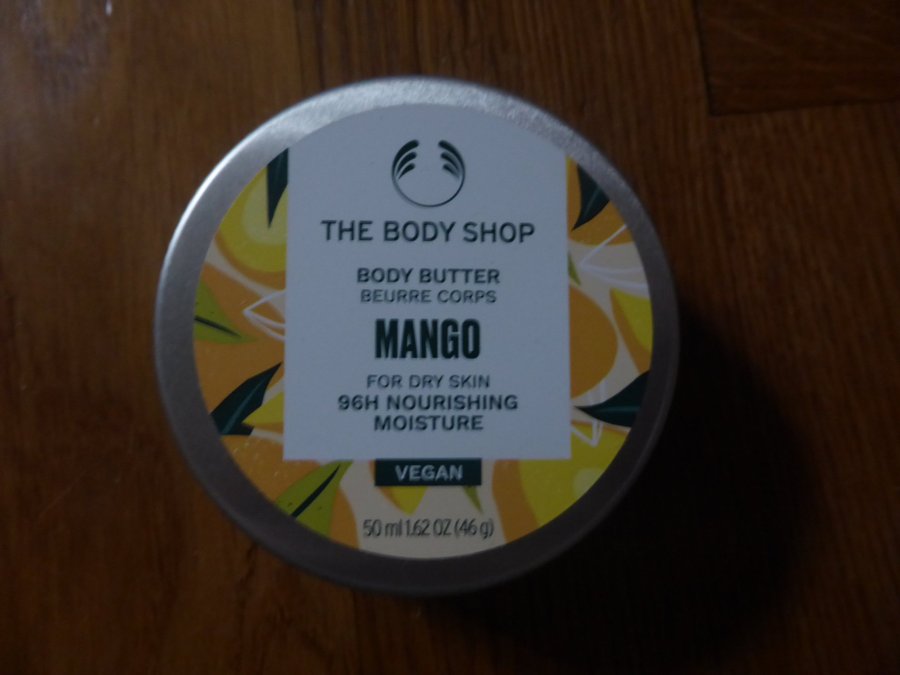 THE BODY SHOP
BODY BUTTER
BEURRE CORPS
MANGO
FOR DRY SKIN
96H NOURISHING
MOISTURE
VEGAN
50 ml 1.62 OZ (46 g)